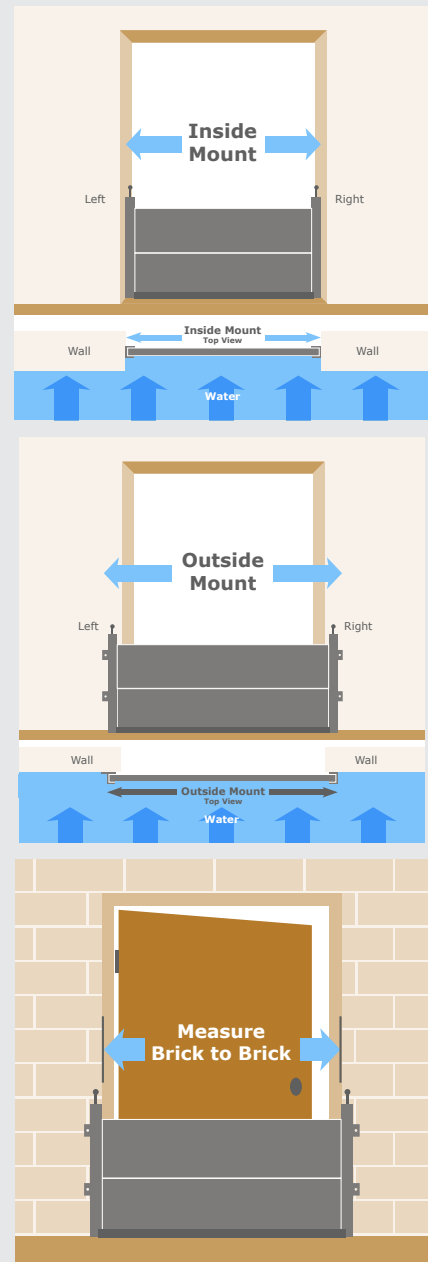 Inside
Mount
Left
Right
Inside Mount
Top View
Wall
Wall
Water
Outside
Mount
Left
Right
Wall
Wall
Outside Mount
Top View
Water
Measure
Brick to Brick